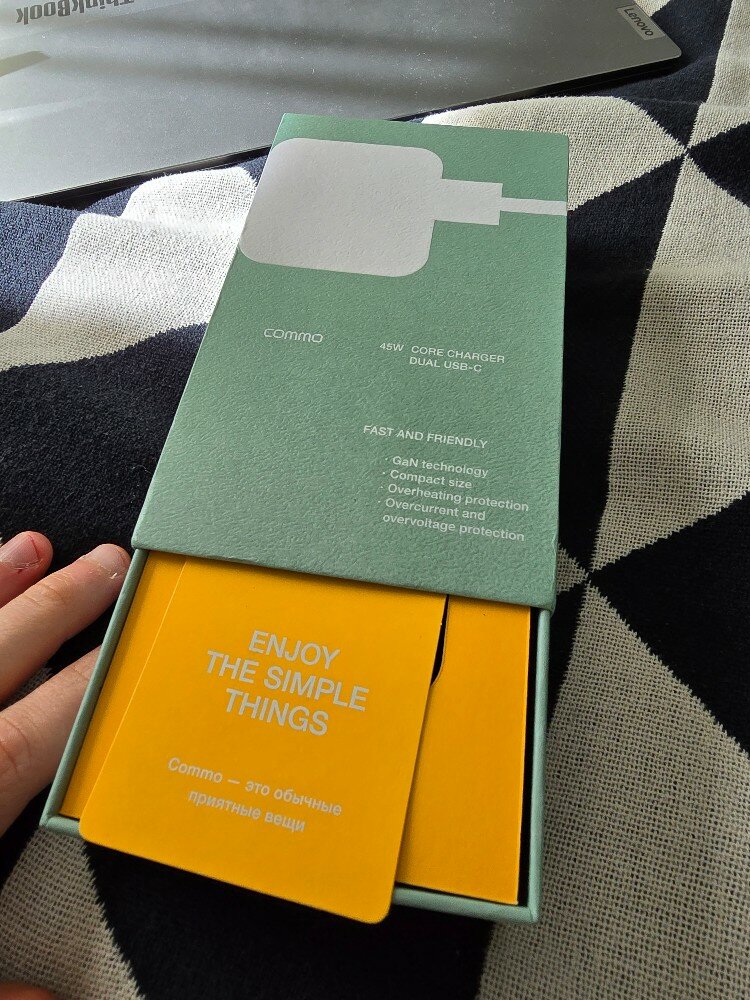 ThinkBook
Lenovo
commo
45W CORE CHARGER
DUAL USB-C
FAST AND FRIENDLY
· GaN technology
· Compact size
· Overheating protection
· Overcurrent and
overvoltage protection
ENJOY
THE SIMPLE
THINGS
Commo — это обычные
приятные вещи